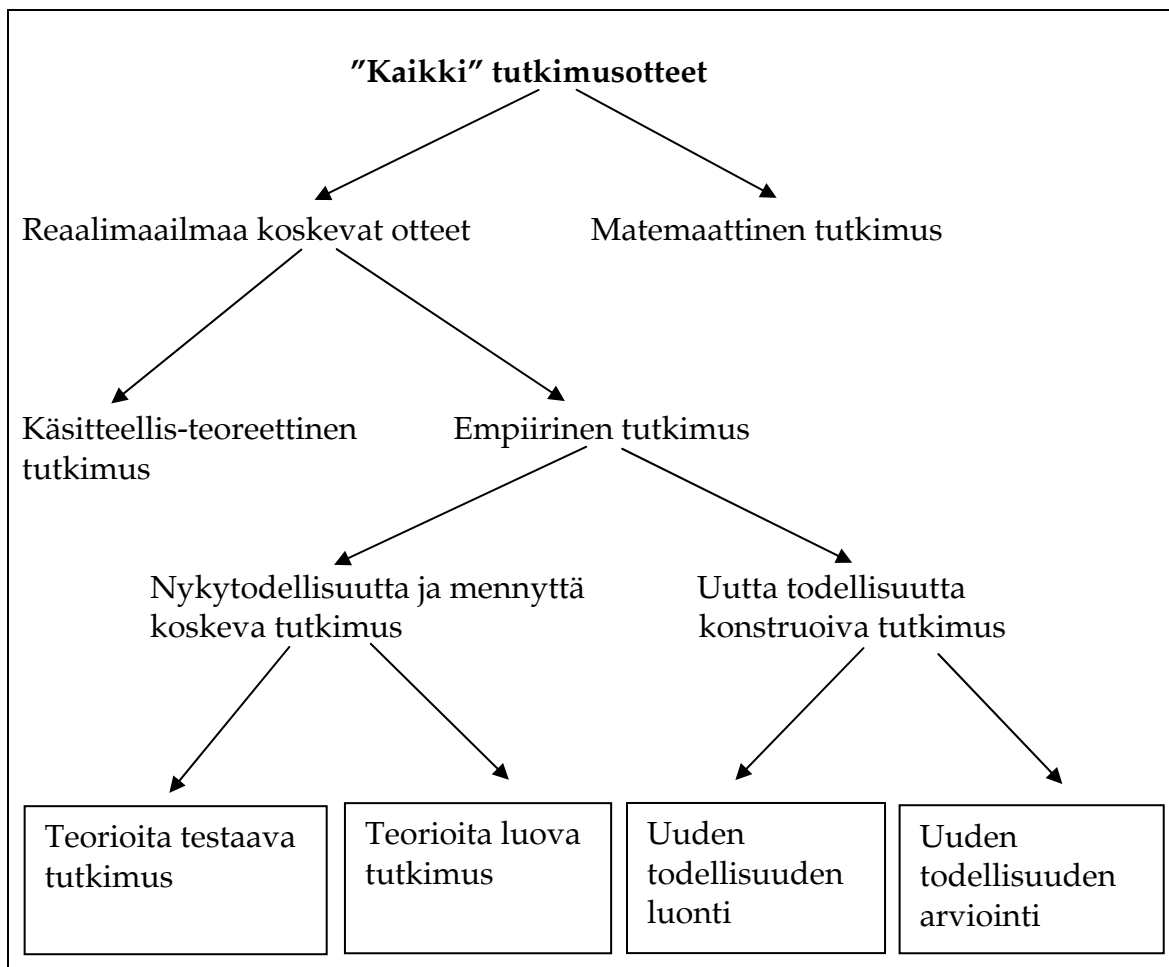 ”Kaikki” tutkimusotteet
Reaalimaailmaa koskevat otteet
Matemaattinen tutkimus
Käsitteellis-teoreettinen
tutkimus
Empiirinen tutkimus
Nykytodellisuutta ja mennyttä
koskeva tutkimus
Uutta todellisuutta
konstruoiva tutkimus
Teorioita testaava
tutkimus
Teorioita luova
tutkimus
Uuden
todellisuuden
luonti
Uuden
todellisuuden
arviointi